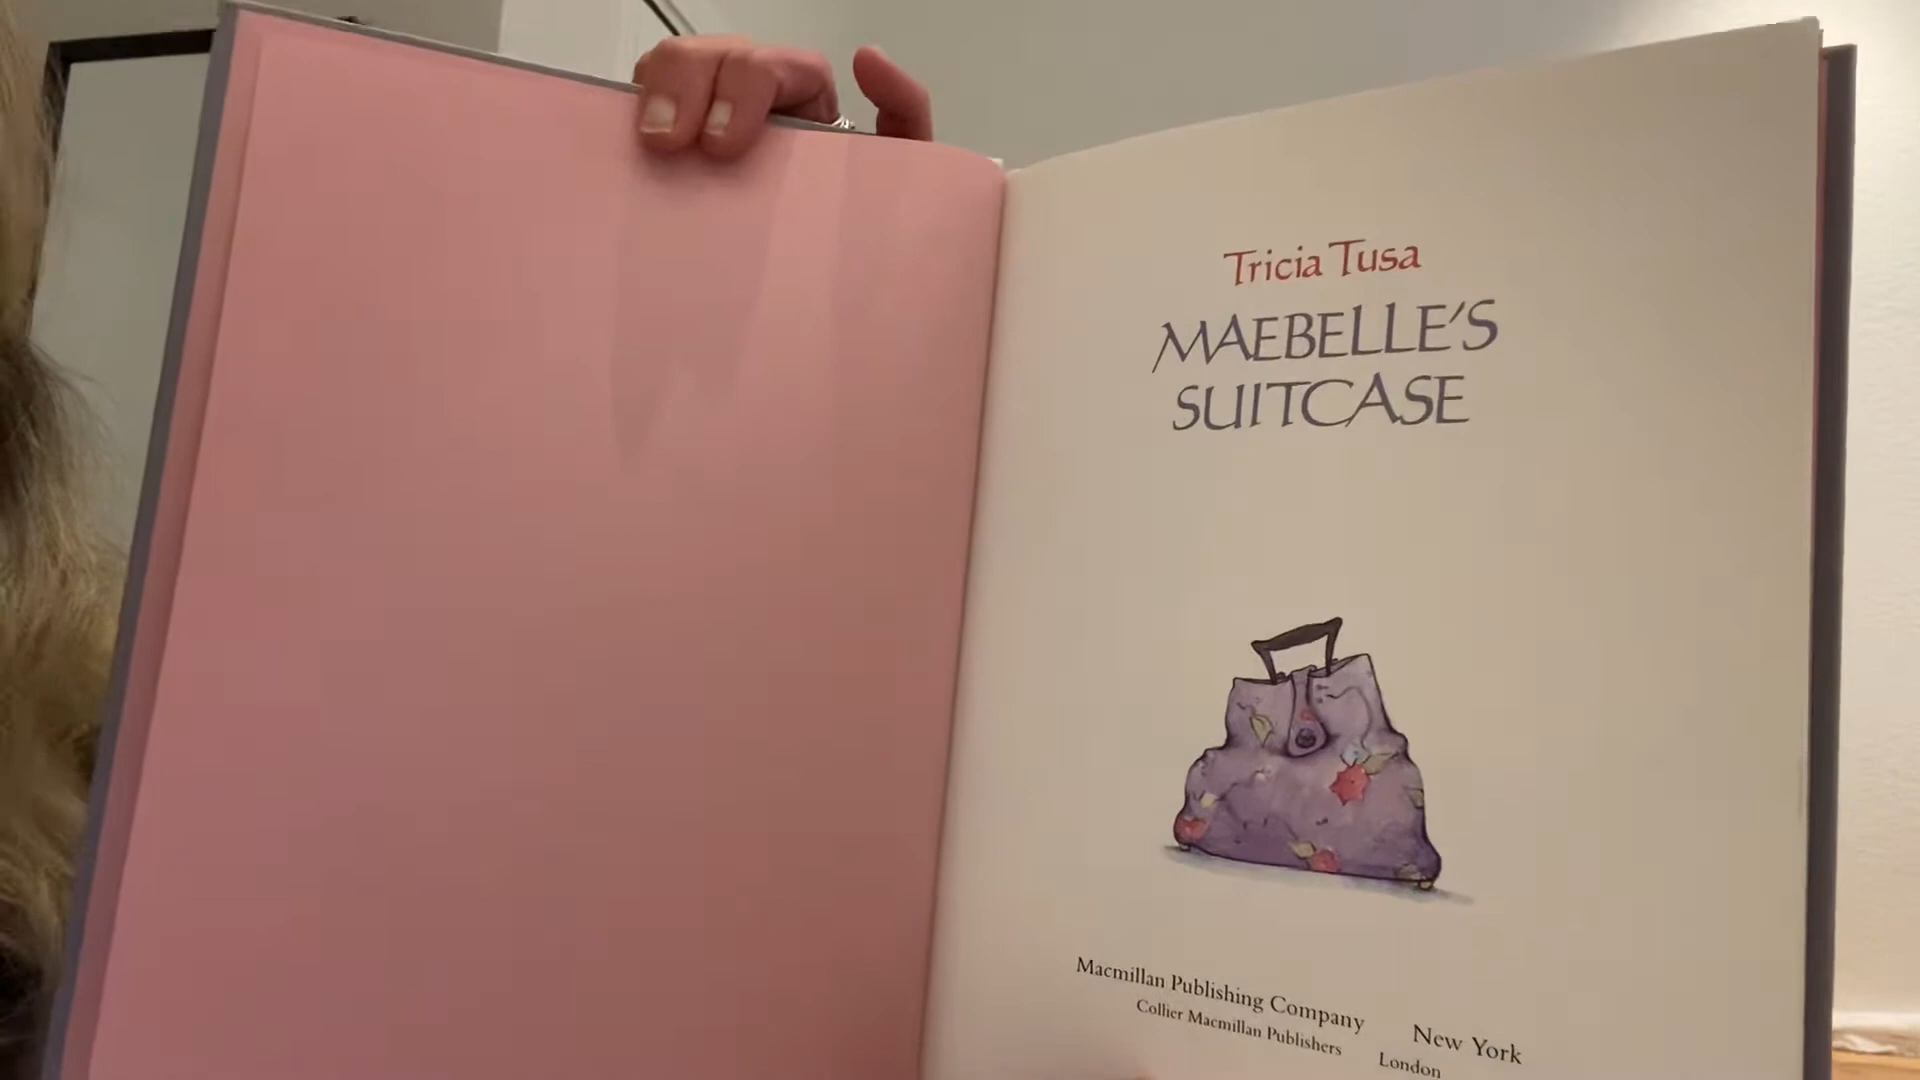 Tricia Tusa
MAEBELLE'S
SUITCASE
Macmillan Publishing Company New York
Collier Macmillan Publishers London